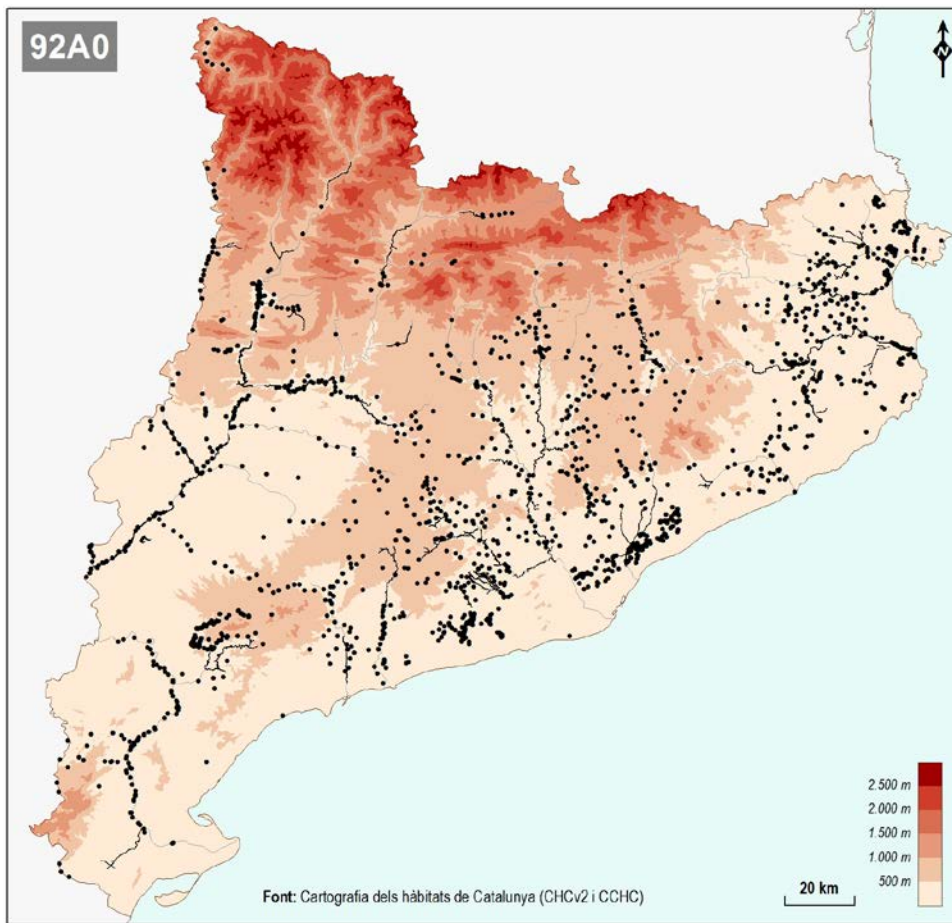 92A0
N
2.500 m
2.000 m
1.500 m
1.000 m
500 m
20 km
Font: Cartografia dels hàbitats de Catalunya (CHCv2 i CCHC)